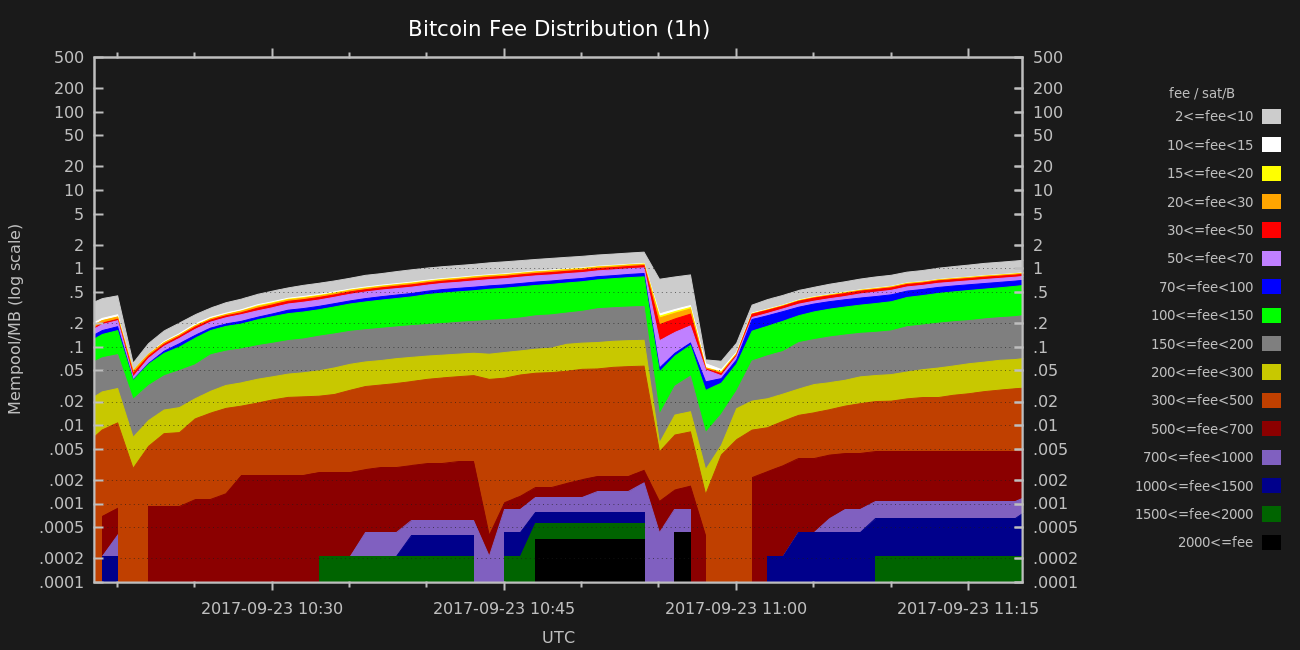 Bitcoin Fee Distribution (1h)
500 500
200 200
100 100
50 50
20 20
10 10
5 5
2 2
1 1
.5 .5
.2 .2
.1 .1
.05 .05
.02 .02
.01 .01
.005 .005
.002 .002
.001 .001
.0005 .0005
.0002 .0002
.0001 .0001
Mempool/MB (log scale)
2017-09-23 10:30 2017-09-23 10:45 2017-09-23 11:00 2017-09-23 11:15
UTC
fee / sat/B
2<=fee<10
10<=fee<15
15<=fee<20
20<=fee<30
30<=fee<50
50<=fee<70
70<=fee<100
100<=fee<150
150<=fee<200
200<=fee<300
300<=fee<500
500<=fee<700
700<=fee<1000
1000<=fee<1500
1500<=fee<2000
2000<=fee